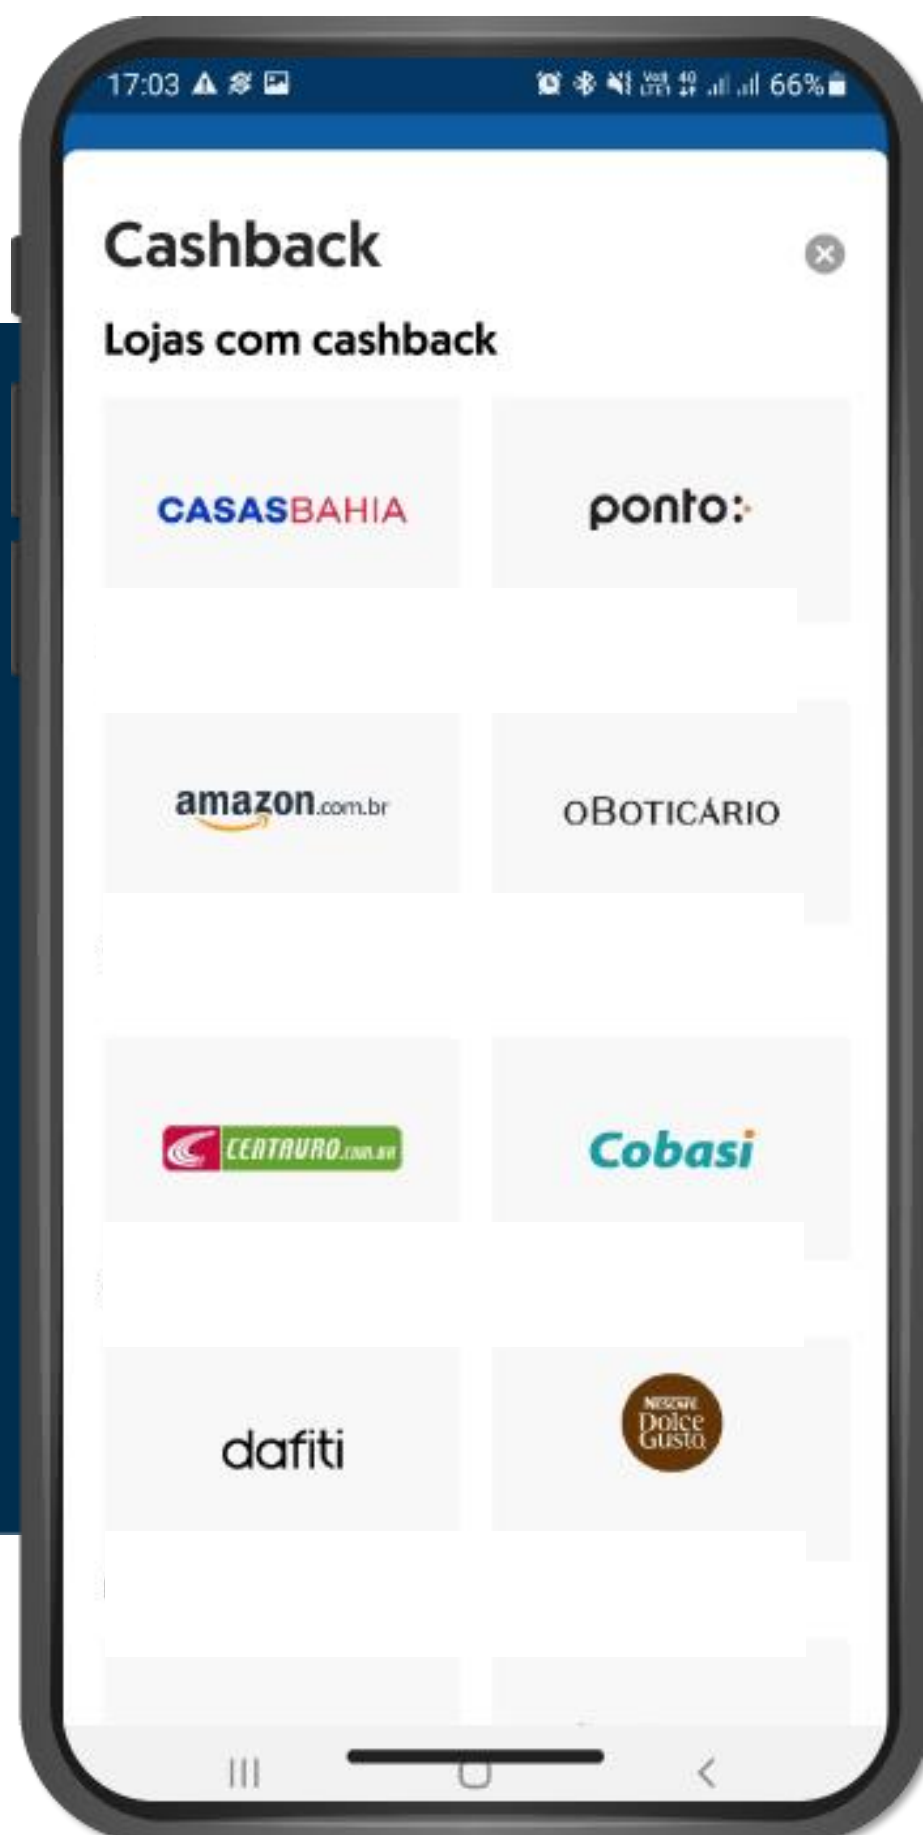 17:03
66%
Cashback
Lojas com cashback
CASASBAHIA
ponto:
amazon.com.br
oBOTICÁRIO
CENTAURO.com.br
Cobasi
dafiti
NESCAFÉ
Dolce
Gusto